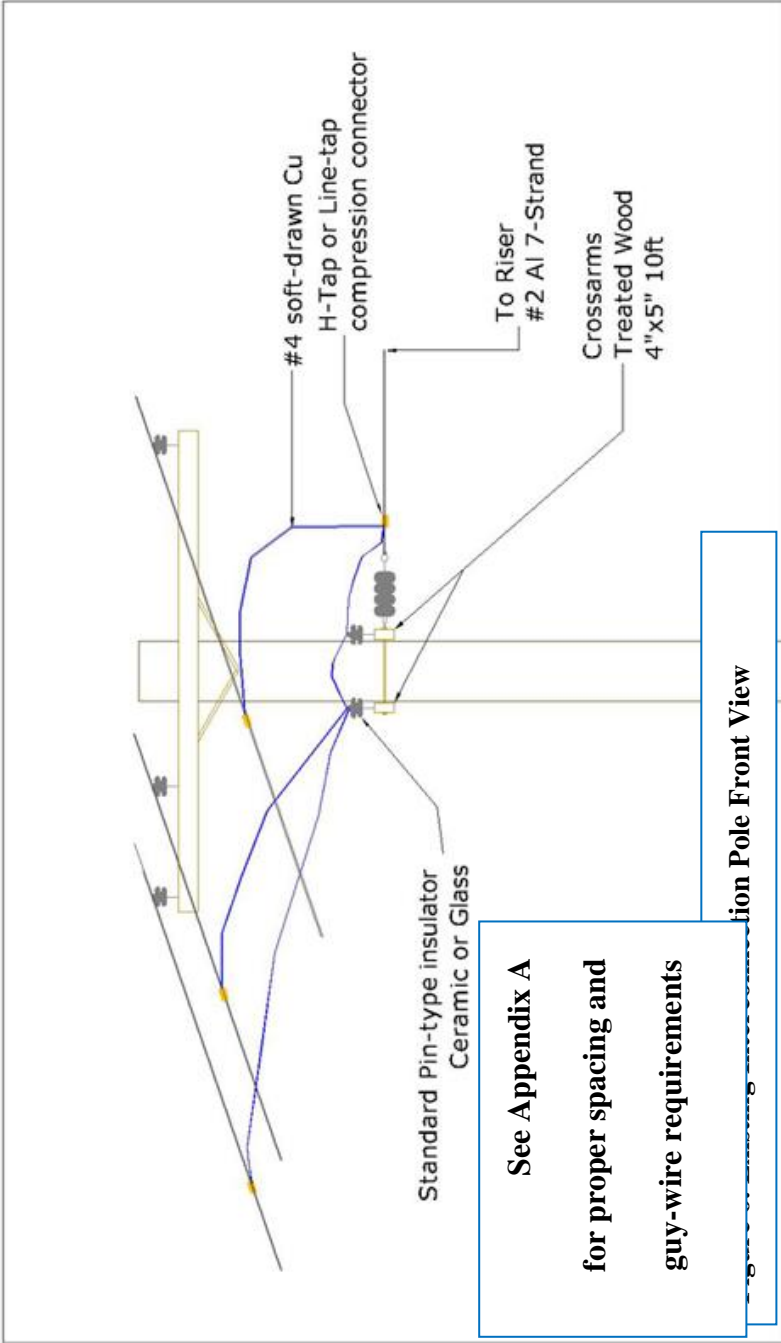 #4 soft-drawn Cu
H-Tap or Line-tap
compression connector
To Riser
#2 Al 7-Strand
Crossarms
Treated Wood
4"x5" 10ft
Standard Pin-type insulator
Ceramic or Glass
See Appendix A
for proper spacing and
guy-wire requirements
Pole Front View